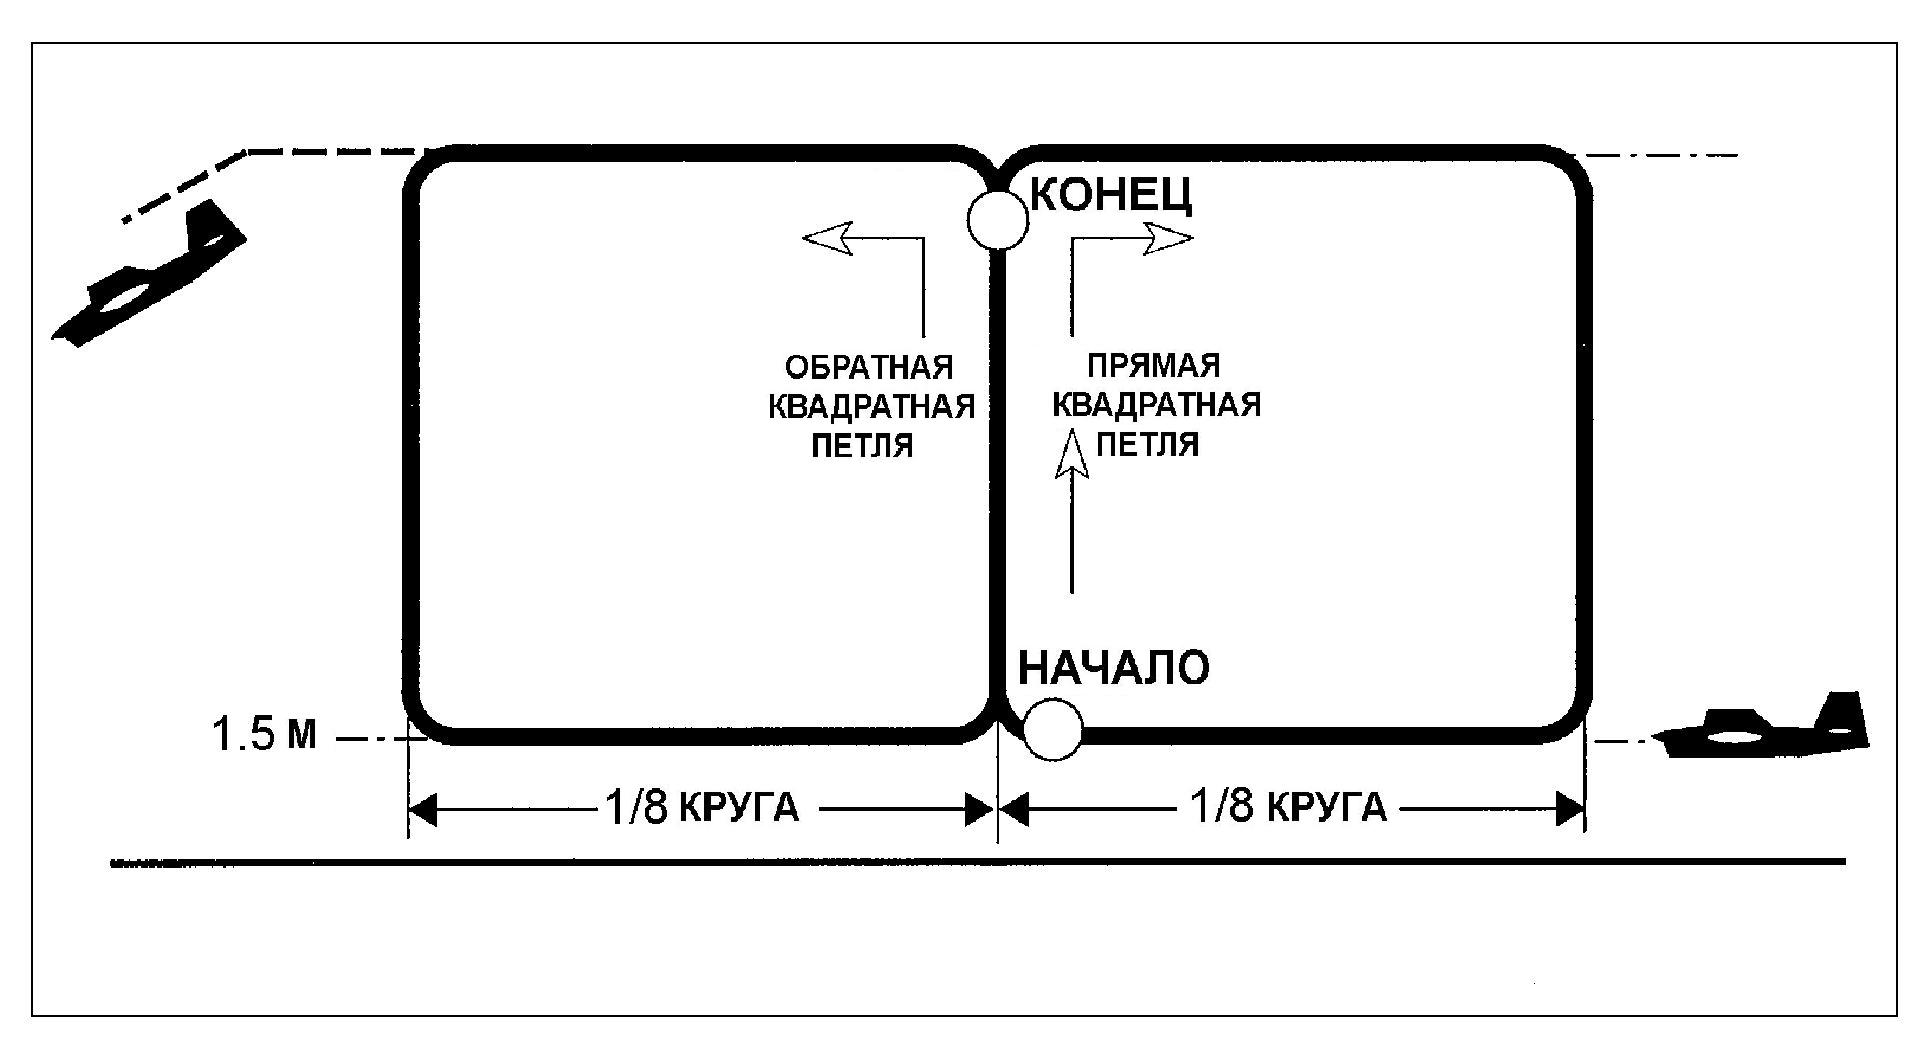 КОНЕЦ
ОБРАТНАЯ
КВАДРАТНАЯ
ПЕТЛЯ
ПРЯМАЯ
КВАДРАТНАЯ
ПЕТЛЯ
НАЧАЛО
1.5 М
1/8 КРУГА
1/8 КРУГА